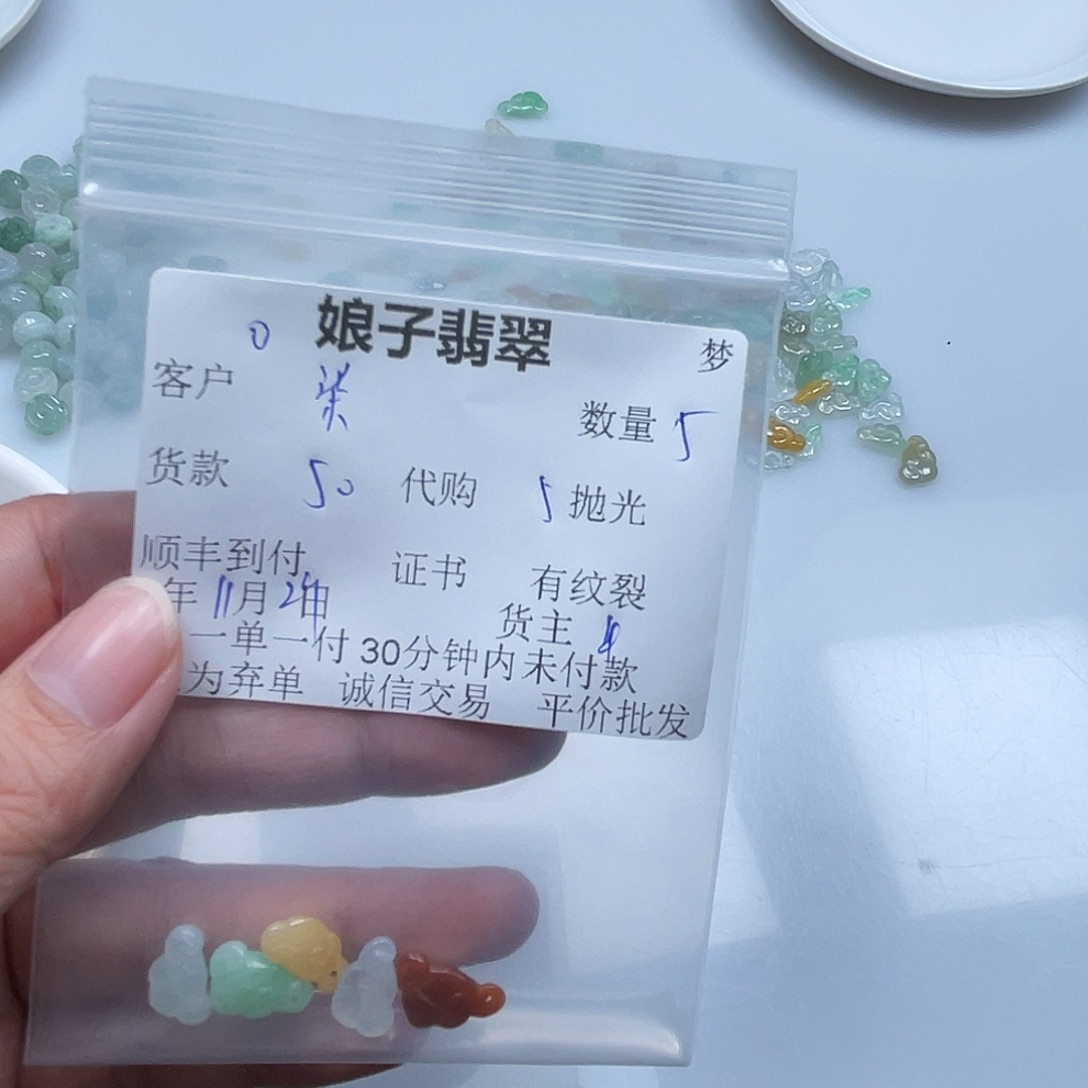 娘子翡翠
0 梦
客户 柒 数量 5
货款 50 代购 5 抛光
顺丰到付 证书 有纹裂
年 11月 2 日 货主
一单一付 30分钟内未付款
为弃单 诚信交易 平价批发